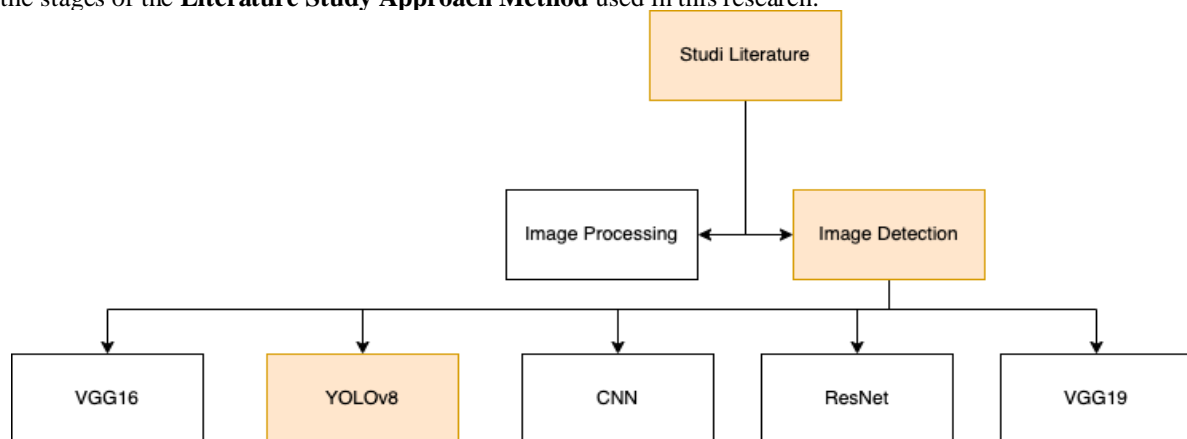 the stages of the Literature Study Approach Method used in this research.
Studi Literature
Image Processing
Image Detection
VGG16
YOLOv8
CNN
ResNet
VGG19